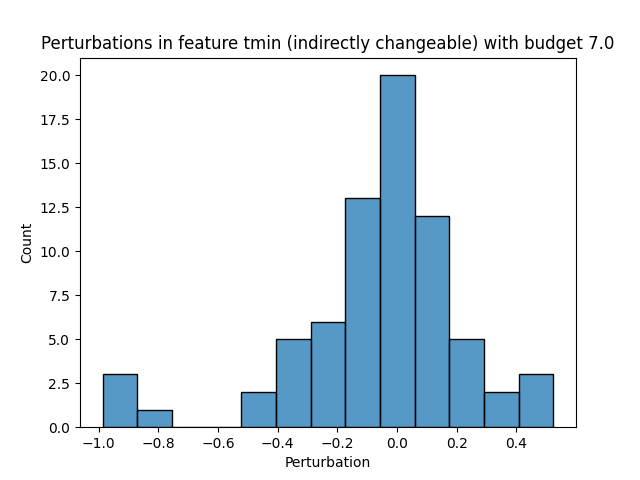 Perturbations in feature tmin (indirectly changeable) with budget 7.0
20.0
17.5
15.0
12.5
10.0
7.5
5.0
2.5
0.0
Count
−1.0 −0.8 −0.6 −0.4 −0.2 0.0 0.2 0.4
Perturbation